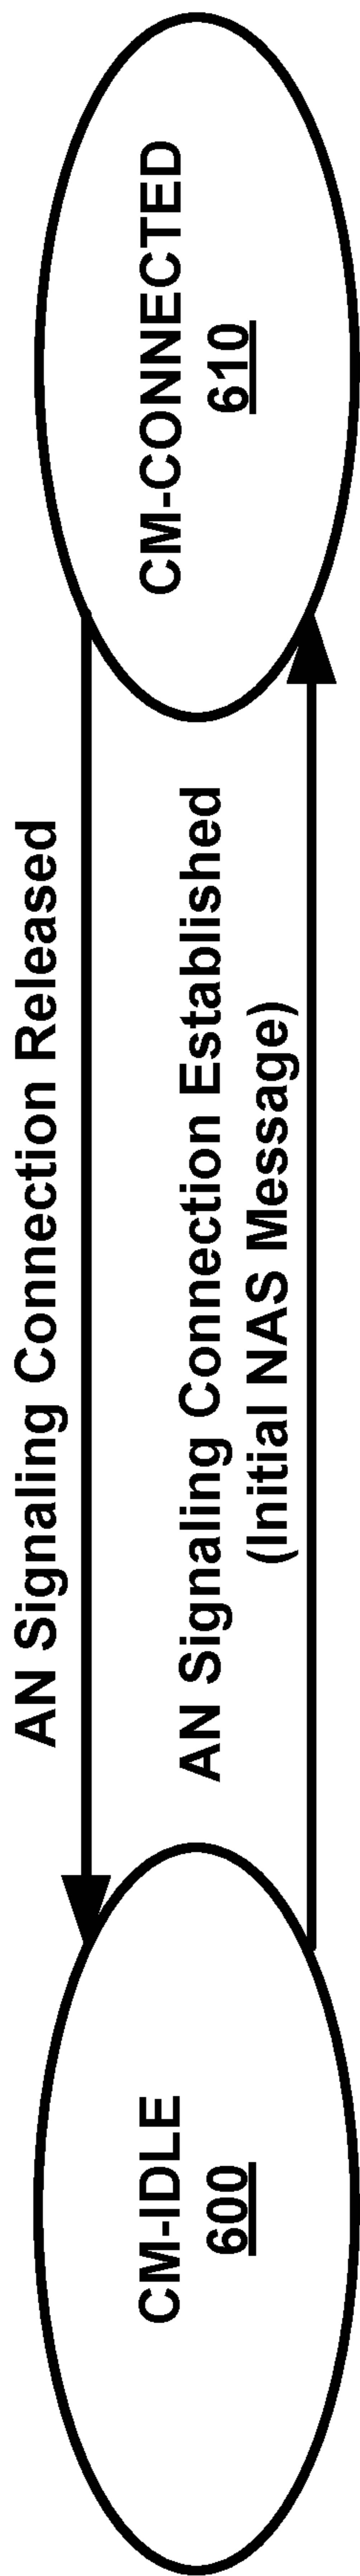 AN Signaling Connection Released
CM-IDLE
600
AN Signaling Connection Established
(Initial NAS Message)
CM-CONNECTED
610